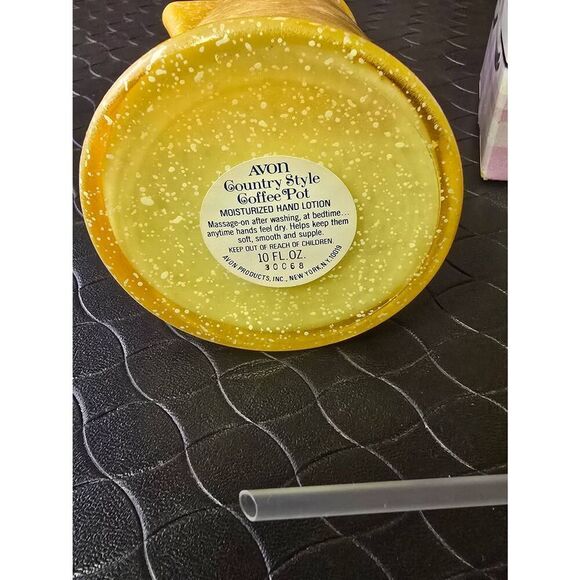 AVON
Country Style
Coffee Pot
MOISTURIZED HAND LOTION
Massage-on after washing, at bedtime...
anytime hands feel dry. Helps keep them
soft, smooth and supple.
KEEP OUT OF REACH OF CHILDREN.
10 FL. OZ.
30068
AVON PRODUCTS, INC., NEW YORK, N.Y. 10019